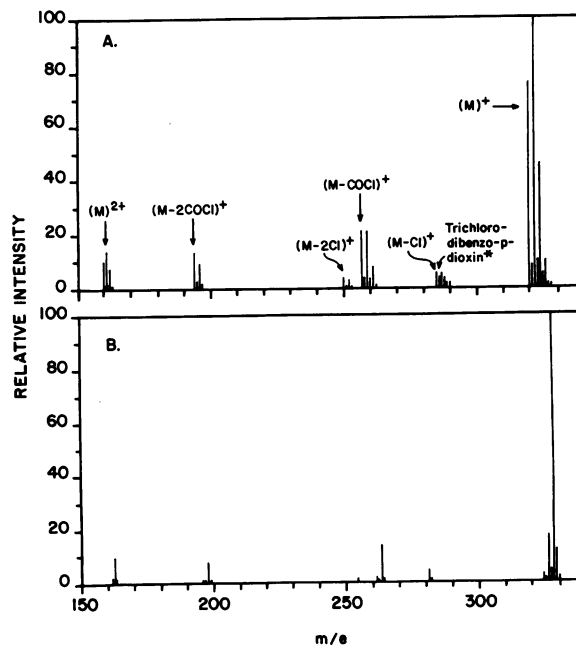 A.
100
80
60
40
20
0
(M)2+
(M-2COCl)+
(M-2Cl)+
(M-COCl)+
(M-Cl)+
Trichloro-
dibenzo-p-
dioxin*
(M)+
RELATIVE INTENSITY
B.
100
80
60
40
20
0
150
200
250
300
m/e